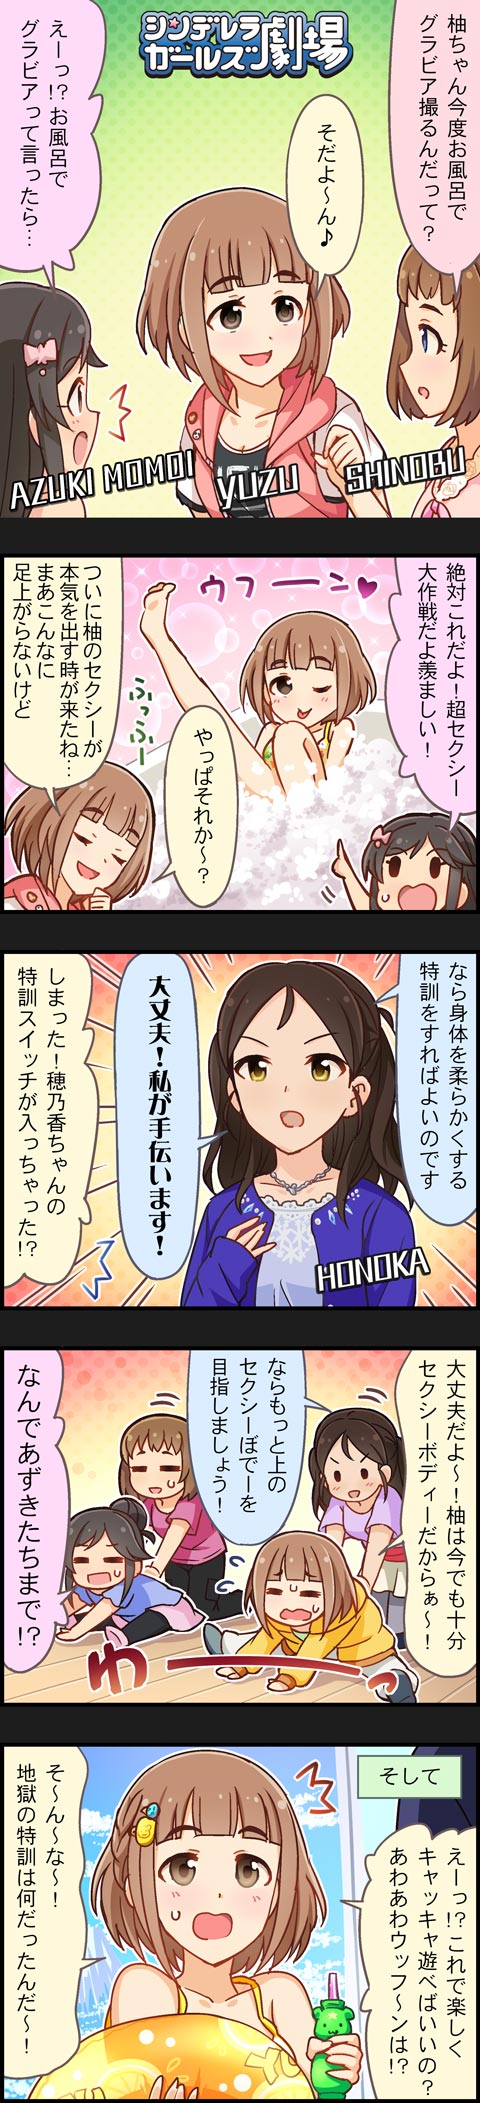 シンデレラ
ガールズ劇場
柚ちゃん今度お風呂で
グラビア撮るんだって?
そだよ〜ん♪
えーっ!?お風呂で
グラビアって言ったら…
AZUKI MOMOI
YUZU
SHINOBU
絶対これだよ!超セクシー
大作戦だよ羨ましい!
ウフーーン♥
ふっふー
やっぱそれか〜?
ついに柚のセクシーが
本気を出す時が来たね…
まあこんなに
足上がらないけど
なら身体を柔らかくする
特訓をすればよいのです
大丈夫!私が手伝います!
しまった!穂乃香ちゃんの
特訓スイッチが入っちゃった!?
HONOKA
大丈夫だよ〜!柚は今でも十分
セクシーボディーだからぁ〜!
ならもっと上の
セクシーぼでーを
目指しましょう!
なんであずきたちまで!?
ゎーーーっ
そして
えーっ!?これで楽しく
キャッキャ遊べばいいの?
あわあわウッフ〜ンは!?
そ〜ん〜な〜!
地獄の特訓は何だったんだ〜!